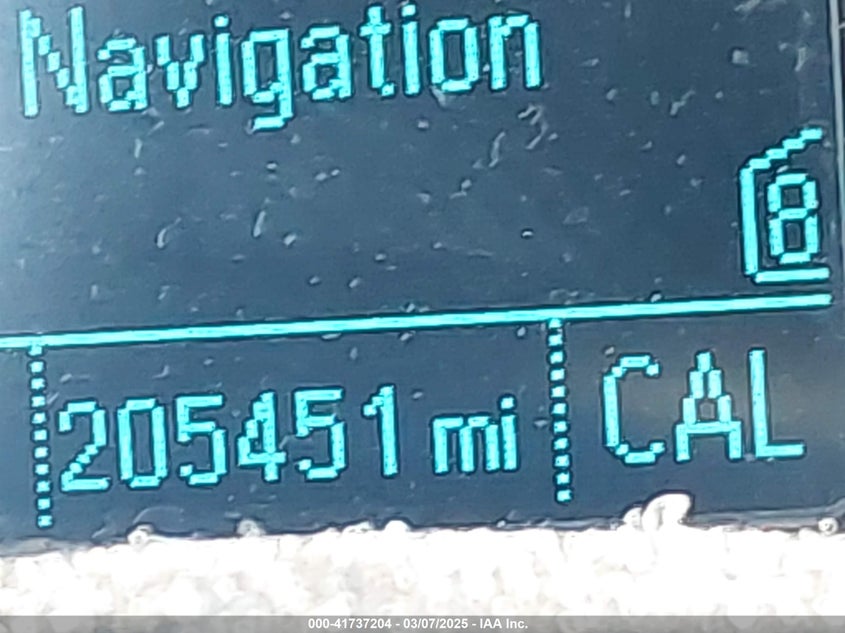 Navigation
8
205451 mi CAL
000-41737204 - 03/07/2025 - IAA Inc.